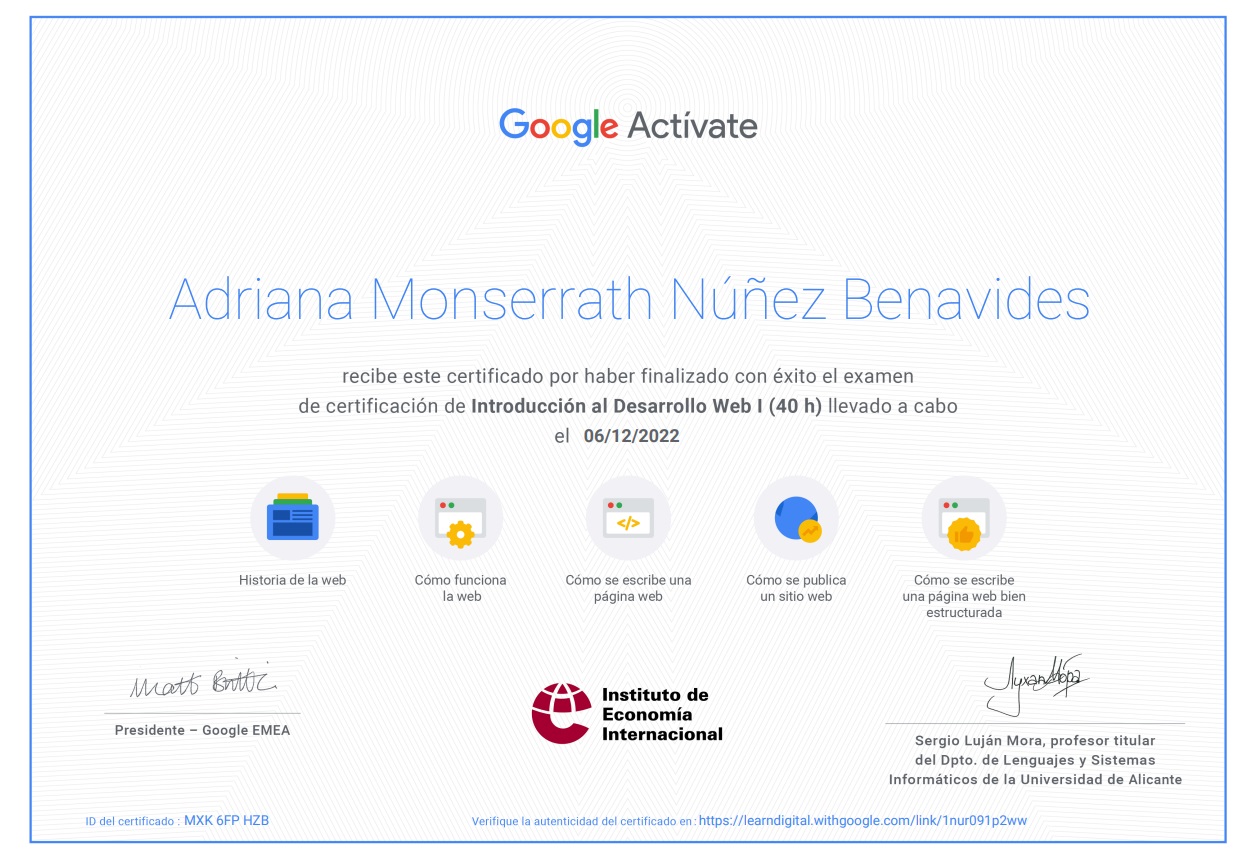 Google Actívate
Adriana Monserrath Núñez Benavides
recibe este certificado por haber finalizado con éxito el examen
de certificación de Introducción al Desarrollo Web I (40 h) llevado a cabo
el 06/12/2022
Historia de la web
Cómo funciona
la web
</>
Cómo se escribe una
página web
Cómo se publica
un sitio web
Cómo se escribe
una página web bien
estructurada
Matt Brittin
Presidente – Google EMEA
Instituto de
Economía
Internacional
Sergio Luján Mora, profesor titular
del Dpto. de Lenguajes y Sistemas
Informáticos de la Universidad de Alicante
ID del certificado : MXK 6FP HZB
Verifique la autenticidad del certificado en : https://learndigital.withgoogle.com/link/1nur091p2ww